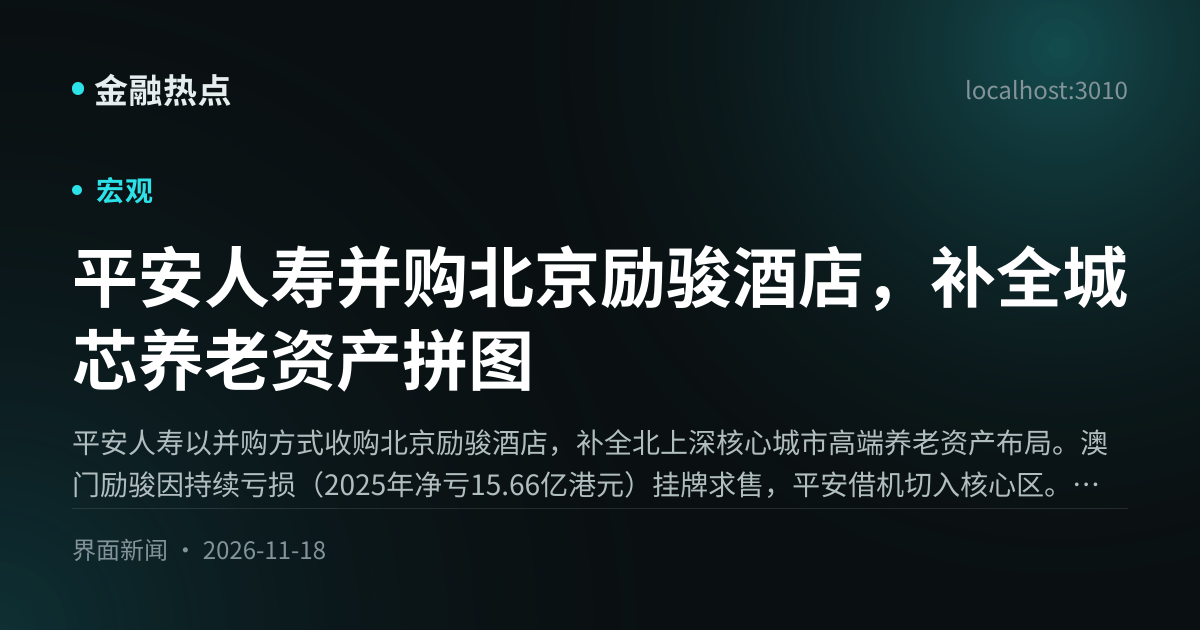 金融热点
localhost:3010
宏观
平安人寿并购北京励骏酒店，补全城
芯养老资产拼图
平安人寿以并购方式收购北京励骏酒店，补全北上深核心城市高端养老资产布局。澳
门励骏因持续亏损（2025年净亏15.66亿港元）挂牌求售，平安借机切入核心区。…
界面新闻 • 2026-11-18